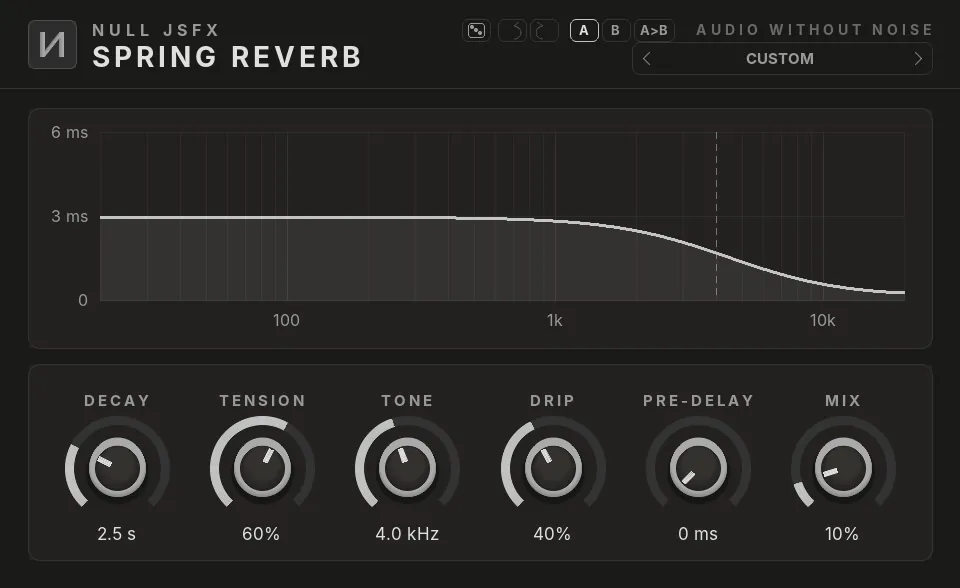 NULL JSFX
SPRING REVERB
A B A>B
AUDIO WITHOUT NOISE
CUSTOM
6 ms
3 ms
0
100 1k 10k
DECAY TENSION TONE DRIP PRE-DELAY MIX
2.5 s 60% 4.0 kHz 40% 0 ms 10%